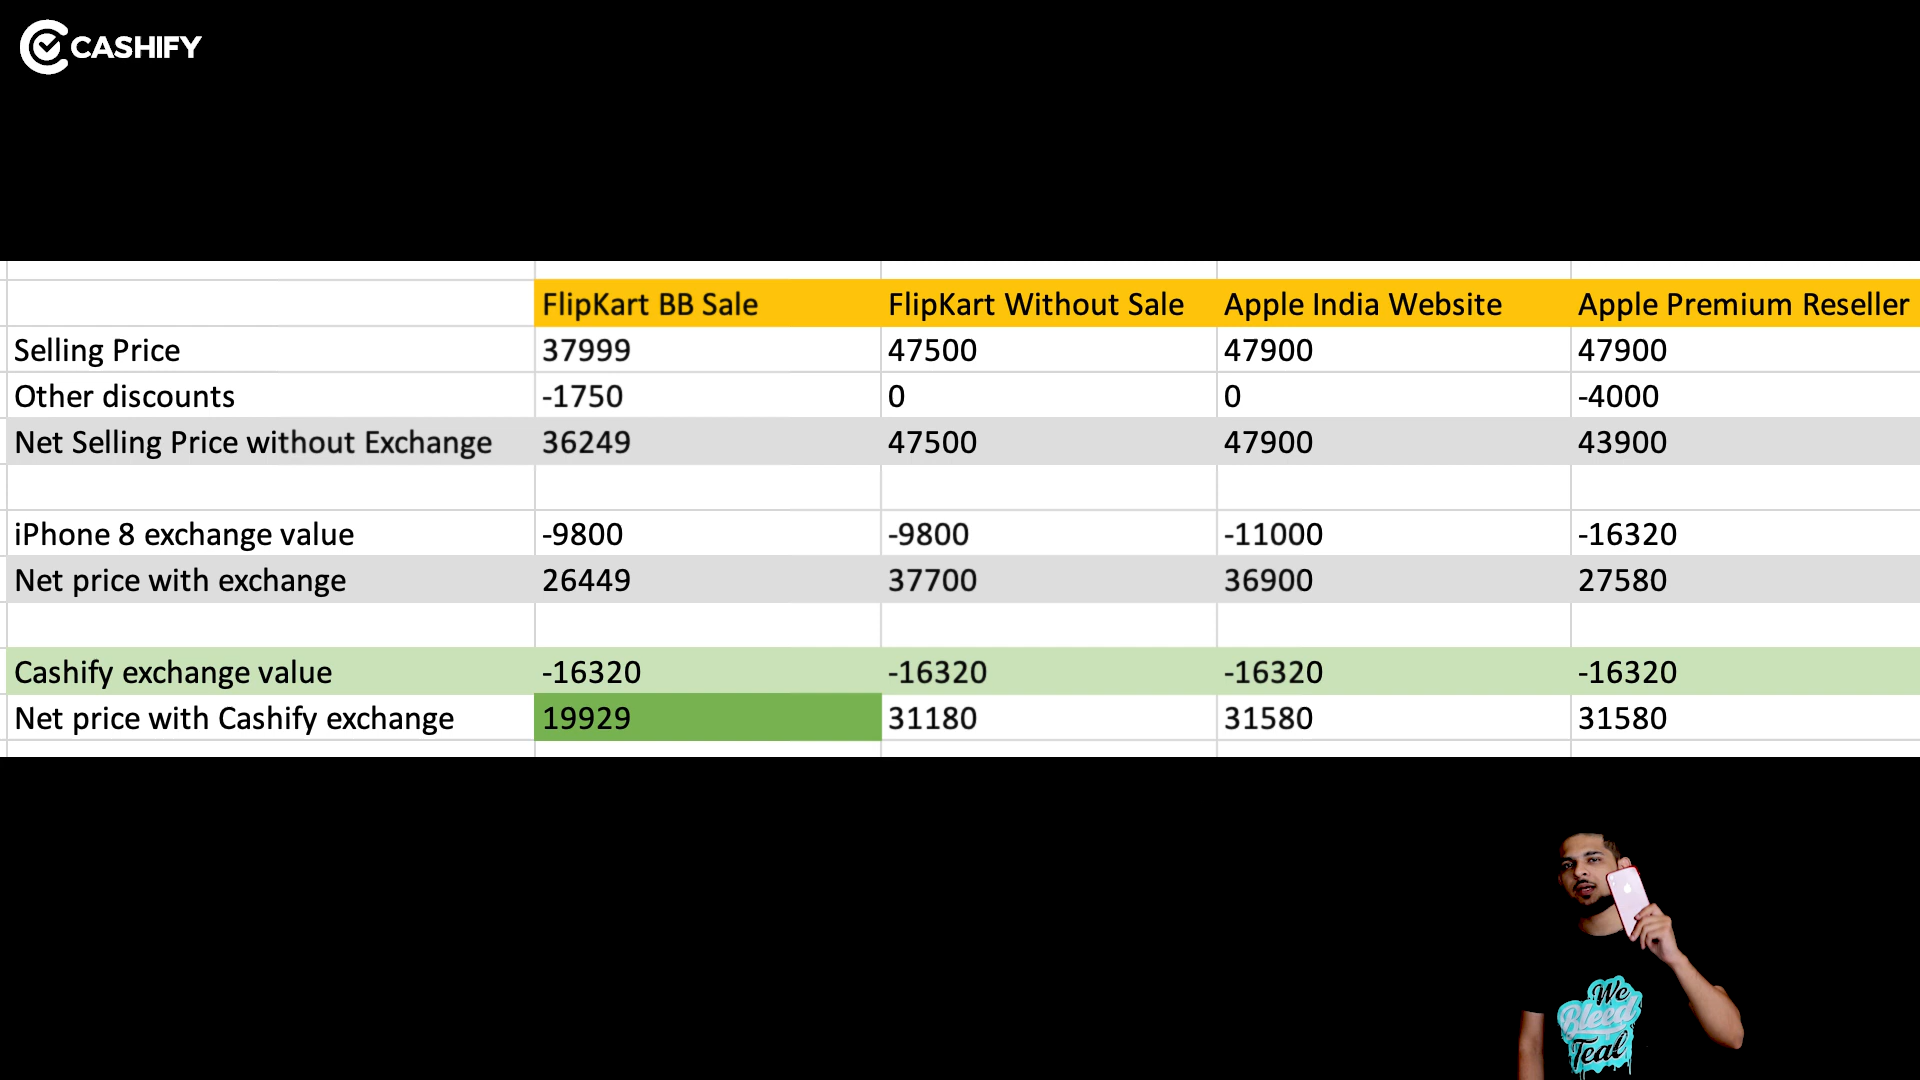 CASHIFY
FlipKart BB Sale FlipKart Without Sale Apple India Website Apple Premium Reseller
Selling Price 37999 47500 47900 47900
Other discounts -1750 0 0 -4000
Net Selling Price without Exchange 36249 47500 47900 43900
iPhone 8 exchange value -9800 -9800 -11000 -16320
Net price with exchange 26449 37700 36900 27580
Cashify exchange value -16320 -16320 -16320 -16320
Net price with Cashify exchange 19929 31180 31580 31580
We
Bleed
Teal